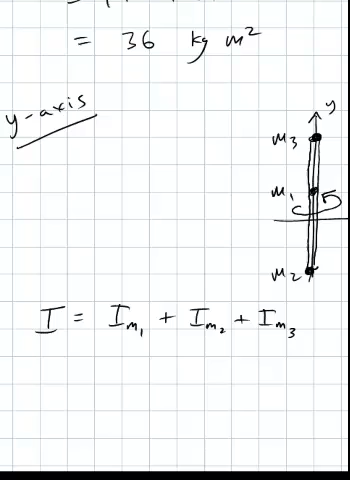 = 36 kg m²
y-axis
y
m₃
m₁
m₂
I = Iₘ₁ + Iₘ₂ + Iₘ₃